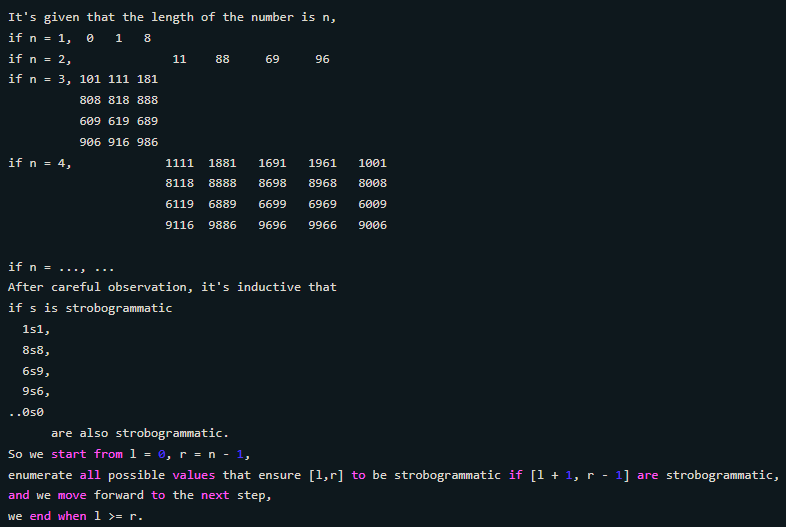 It's given that the length of the number is n,
if n = 1,  0   1   8
if n = 2,             11    88     69     96
if n = 3, 101 111 181
          808 818 888
          609 619 689
          906 916 986
if n = 4,             1111  1881   1691   1961   1001
                      8118  8888   8698   8968   8008
                      6119  6889   6699   6969   6009
                      9116  9886   9696   9966   9006
if n = ..., ...
After careful observation, it's inductive that
if s is strobogrammatic
  1s1,
  8s8,
  6s9,
  9s6,
..0s0
      are also strobogrammatic.
So we start from l = 0, r = n - 1,
enumerate all possible values that ensure [l,r] to be strobogrammatic if [l + 1, r - 1] are strobogrammatic,
and we move forward to the next step,
we end when l >= r.